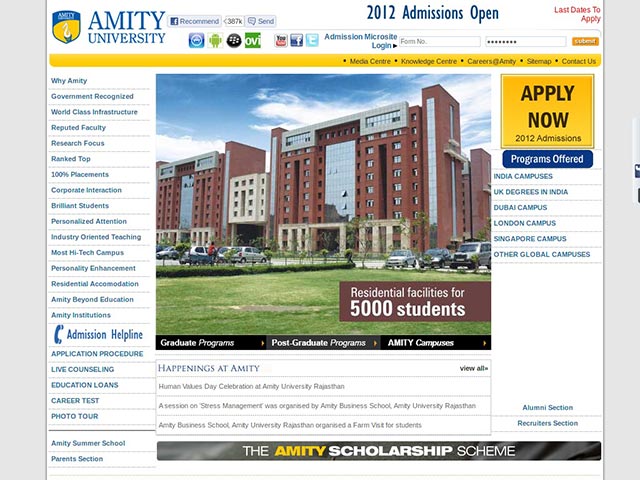 AMITY
UNIVERSITY
Recommend
387k
Send
2012 Admissions Open
Last Dates To
Apply
Admission Microsite
Login
Form No.
submit
ovi
You
Media Centre
Knowledge Centre
Careers@Amity
Sitemap
Contact Us
Why Amity
Government Recognized
World Class Infrastructure
Reputed Faculty
Research Focus
Ranked Top
100% Placements
Corporate Interaction
Brilliant Students
Personalized Attention
Industry Oriented Teaching
Most Hi-Tech Campus
Personality Enhancement
Residential Accomodation
Amity Beyond Education
Amity Institutions
Admission Helpline
APPLICATION PROCEDURE
LIVE COUNSELING
EDUCATION LOANS
CAREER TEST
PHOTO TOUR
Amity Summer School
Parents Section
Residential facilities for
5000 students
Graduate Programs
Post-Graduate Programs
AMITY Campuses
HAPPENINGS AT AMITY
view all»
Human Values Day Celebration at Amity University Rajasthan
A session on 'Stress Management' was organised by Amity Business School, Amity University Rajasthan
Amity Business School, Amity University Rajasthan organised a Farm Visit for students
THE AMITY SCHOLARSHIP SCHEME
APPLY
NOW
2012 Admissions
Programs Offered
INDIA CAMPUSES
UK DEGREES IN INDIA
DUBAI CAMPUS
LONDON CAMPUS
SINGAPORE CAMPUS
OTHER GLOBAL CAMPUSES
Alumni Section
Recruiters Section